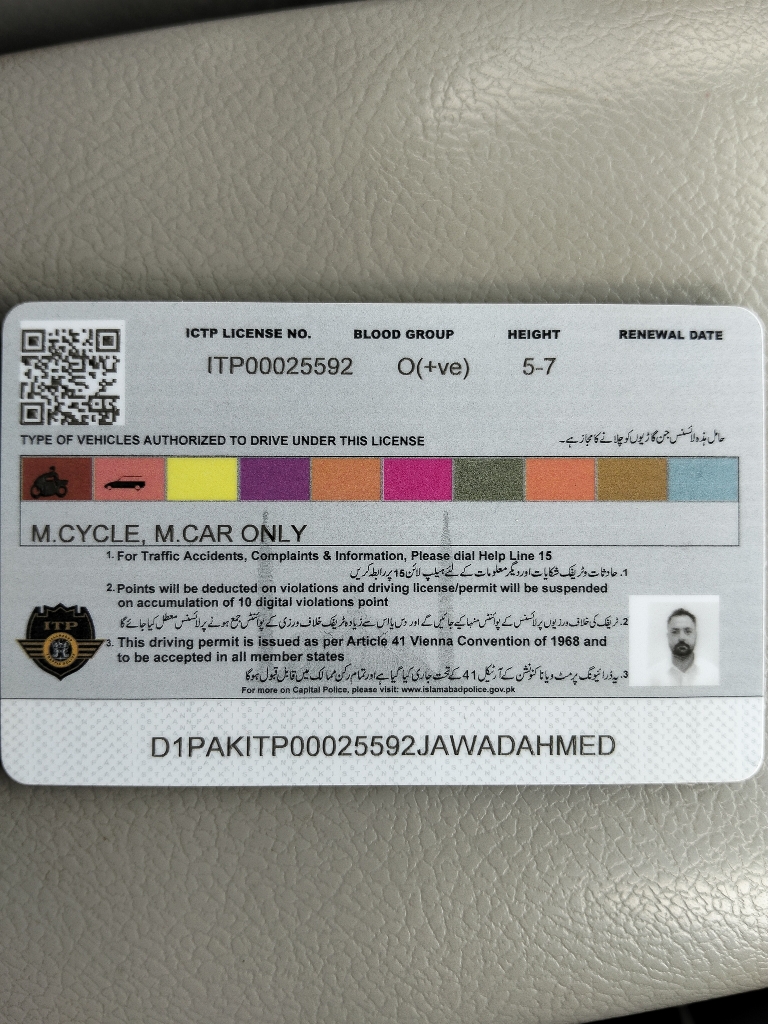 ICTP LICENSE NO. BLOOD GROUP HEIGHT RENEWAL DATE
ITP00025592 O(+ve) 5-7
TYPE OF VEHICLES AUTHORIZED TO DRIVE UNDER THIS LICENSE حامل ہذہ لائسنس جن گاڑیوں کو چلانے کا مجاز ہے۔
M.CYCLE, M.CAR ONLY
1. For Traffic Accidents, Complaints & Information, Please dial Help Line 15
1. حادثات و ٹریفک شکایات اور دیگر معلومات کے لئے ہیلپ لائن 15 پر رابطہ کریں
2. Points will be deducted on violations and driving license/permit will be suspended
on accumulation of 10 digital violations point
2. ٹریفک کی خلاف ورزیوں پر لائسنس کے پوائنٹس منہا کیے جائیں گے اور دس یا اس سے زیادہ ٹریفک خلاف ورزی کے پوائنٹس جمع ہونے پر لائسنس معطل کیا جائے گا
ITP
3. This driving permit is issued as per Article 41 Vienna Convention of 1968 and
to be accepted in all member states
3. یہ ڈرائیونگ پرمٹ ویانا کنونشن کے آرٹیکل 41 کے تحت جاری کیا گیا ہے اور تمام رکن ممالک میں قابل قبول ہوگا
For more on Capital Police, please visit: www.islamabadpolice.gov.pk
D1PAKITP00025592JAWADAHMED